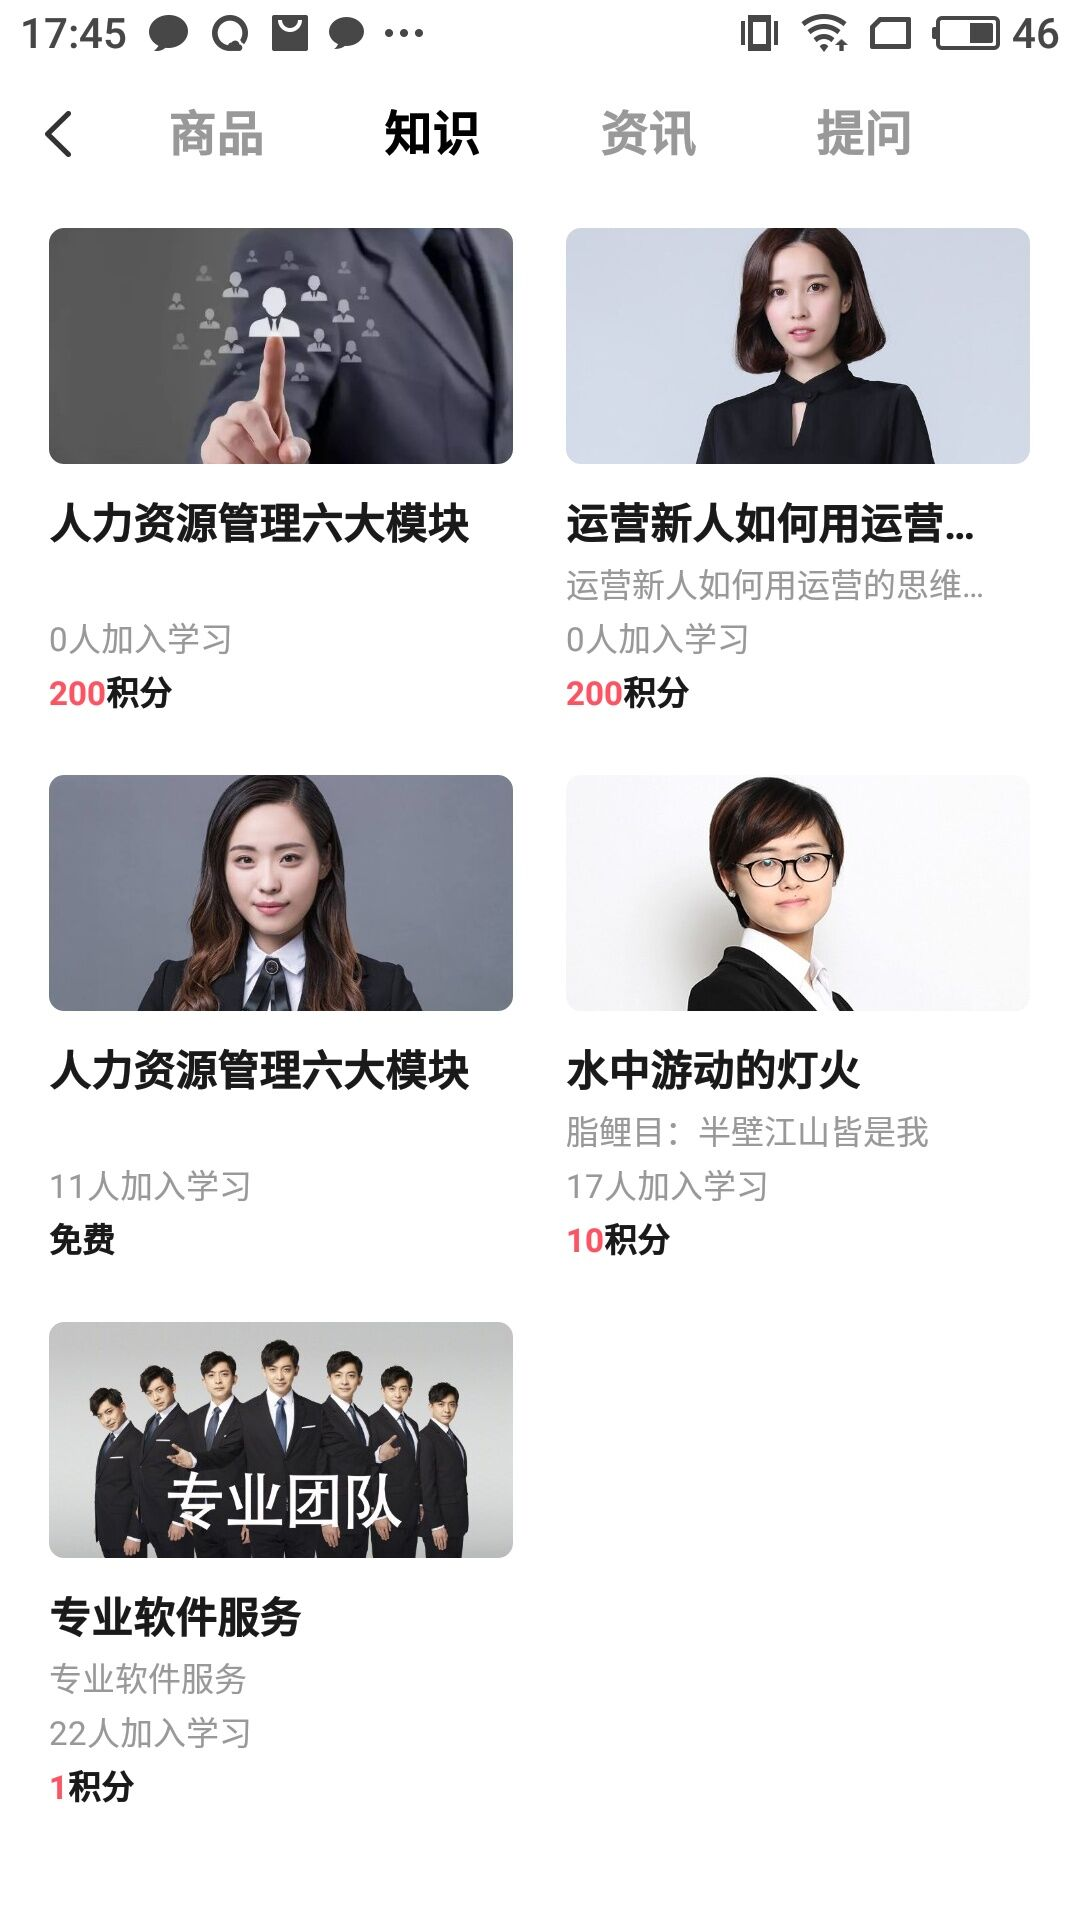 17:45 46
商品 知识 资讯 提问
人力资源管理六大模块
0人加入学习
200积分
运营新人如何用运营...
运营新人如何用运营的思维...
0人加入学习
200积分
人力资源管理六大模块
11人加入学习
免费
水中游动的灯火
脂鲤目：半壁江山皆是我
17人加入学习
10积分
专业团队
专业软件服务
专业软件服务
22人加入学习
1积分